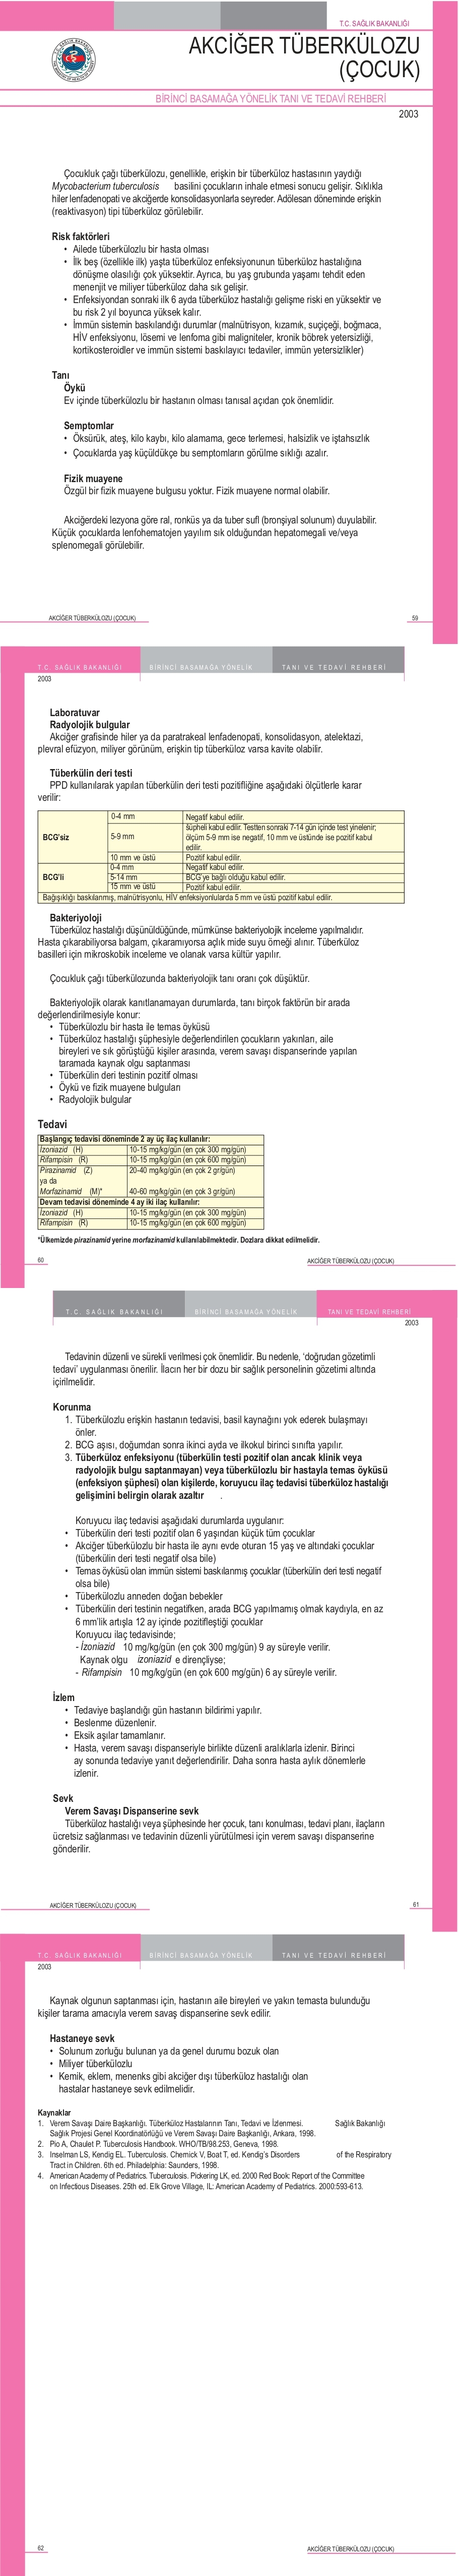 T.C. SAĞLIK BAKANLIĞI
AKCİĞER TÜBERKÜLOZU
(ÇOCUK)
BİRİNCİ BASAMAĞA YÖNELİK TANI VE TEDAVİ REHBERİ
2003
Çocukluk çağı tüberkülozu, genellikle, erişkin bir tüberküloz hastasının yaydığı
Mycobacterium tuberculosis basilini çocukların inhale etmesi sonucu gelişir. Sıklıkla
hiler lenfadenopati ve akciğerde konsolidasyonlarla seyreder. Adölesan döneminde erişkin
(reaktivasyon) tipi tüberküloz görülebilir.
Risk faktörleri
• Ailede tüberkülozlu bir hasta olması
• İlk beş (özellikle ilk) yaşta tüberküloz enfeksiyonunun tüberküloz hastalığına
dönüşme olasılığı çok yüksektir. Ayrıca, bu yaş grubunda yaşamı tehdit eden
menenjit ve miliyer tüberküloz daha sık gelişir.
• Enfeksiyondan sonraki ilk 6 ayda tüberküloz hastalığı gelişme riski en yüksektir ve
bu risk 2 yıl boyunca yüksek kalır.
• İmmün sistemin baskılandığı durumlar (malnütrisyon, kızamık, suçiçeği, boğmaca,
HİV enfeksiyonu, lösemi ve lenfoma gibi maligniteler, kronik böbrek yetersizliği,
kortikosteroidler ve immün sistemi baskılayıcı tedaviler, immün yetersizlikler)
Tanı
Öykü
Ev içinde tüberkülozlu bir hastanın olması tanısal açıdan çok önemlidir.
Semptomlar
• Öksürük, ateş, kilo kaybı, kilo alamama, gece terlemesi, halsizlik ve iştahsızlık
• Çocuklarda yaş küçüldükçe bu semptomların görülme sıklığı azalır.
Fizik muayene
Özgül bir fizik muayene bulgusu yoktur. Fizik muayene normal olabilir.
Akciğerdeki lezyona göre ral, ronküs ya da tuber sufl (bronşiyal solunum) duyulabilir.
Küçük çocuklarda lenfohematojen yayılım sık olduğundan hepatomegali ve/veya
splenomegali görülebilir.
AKCİĞER TÜBERKÜLOZU (ÇOCUK)
59
T.C. SAĞLIK BAKANLIĞI BİRİNCİ BASAMAĞA YÖNELİK TANI VE TEDAVİ REHBERİ
2003
Laboratuvar
Radyolojik bulgular
Akciğer grafisinde hiler ya da paratrakeal lenfadenopati, konsolidasyon, atelektazi,
plevral efüzyon, miliyer görünüm, erişkin tip tüberküloz varsa kavite olabilir.
Tüberkülin deri testi
PPD kullanılarak yapılan tüberkülin deri testi pozitifliğine aşağıdaki ölçütlerle karar
verilir:
0-4 mm Negatif kabul edilir.
BCG'siz 5-9 mm şüpheli kabul edilir. Testten sonraki 7-14 gün içinde test yinelenir;
ölçüm 5-9 mm ise negatif, 10 mm ve üstünde ise pozitif kabul
edilir.
10 mm ve üstü Pozitif kabul edilir.
0-4 mm Negatif kabul edilir.
BCG'li 5-14 mm BCG'ye bağlı olduğu kabul edilir.
15 mm ve üstü Pozitif kabul edilir.
Bağışıklığı baskılanmış, malnütrisyonlu, HİV enfeksiyonlularda 5 mm ve üstü pozitif kabul edilir.
Bakteriyoloji
Tüberküloz hastalığı düşünüldüğünde, mümkünse bakteriyolojik inceleme yapılmalıdır.
Hasta çıkarabiliyorsa balgam, çıkaramıyorsa açlık mide suyu örneği alınır. Tüberküloz
basilleri için mikroskobik inceleme ve olanak varsa kültür yapılır.
Çocukluk çağı tüberkülozunda bakteriyolojik tanı oranı çok düşüktür.
Bakteriyolojik olarak kanıtlanamayan durumlarda, tanı birçok faktörün bir arada
değerlendirilmesiyle konur:
• Tüberkülozlu bir hasta ile temas öyküsü
• Tüberküloz hastalığı şüphesiyle değerlendirilen çocukların yakınları, aile
bireyleri ve sık görüştüğü kişiler arasında, verem savaşı dispanserinde yapılan
taramada kaynak olgu saptanması
• Tüberkülin deri testinin pozitif olması
• Öykü ve fizik muayene bulguları
• Radyolojik bulgular
Tedavi
Başlangıç tedavisi döneminde 2 ay üç ilaç kullanılır:
İzoniazid (H) 10-15 mg/kg/gün (en çok 300 mg/gün)
Rifampisin (R) 10-15 mg/kg/gün (en çok 600 mg/gün)
Pirazinamid (Z) 20-40 mg/kg/gün (en çok 2 gr/gün)
ya da
Morfazinamid (M)* 40-60 mg/kg/gün (en çok 3 gr/gün)
Devam tedavisi döneminde 4 ay iki ilaç kullanılır:
İzoniazid (H) 10-15 mg/kg/gün (en çok 300 mg/gün)
Rifampisin (R) 10-15 mg/kg/gün (en çok 600 mg/gün)
*Ülkemizde pirazinamid yerine morfazinamid kullanılabilmektedir. Dozlara dikkat edilmelidir.
60
AKCİĞER TÜBERKÜLOZU (ÇOCUK)
T.C. SAĞLIK BAKANLIĞI BİRİNCİ BASAMAĞA YÖNELİK TANI VE TEDAVİ REHBERİ
2003
Tedavinin düzenli ve sürekli verilmesi çok önemlidir. Bu nedenle, 'doğrudan gözetimli
tedavi' uygulanması önerilir. İlacın her bir dozu bir sağlık personelinin gözetimi altında
içirilmelidir.
Korunma
1. Tüberkülozlu erişkin hastanın tedavisi, basil kaynağını yok ederek bulaşmayı
önler.
2. BCG aşısı, doğumdan sonra ikinci ayda ve ilkokul birinci sınıfta yapılır.
3. Tüberküloz enfeksiyonu (tüberkülin testi pozitif olan ancak klinik veya
radyolojik bulgu saptanmayan) veya tüberkülozlu bir hastayla temas öyküsü
(enfeksiyon şüphesi) olan kişilerde, koruyucu ilaç tedavisi tüberküloz hastalığı
gelişimini belirgin olarak azaltır .
Koruyucu ilaç tedavisi aşağıdaki durumlarda uygulanır:
• Tüberkülin deri testi pozitif olan 6 yaşından küçük tüm çocuklar
• Akciğer tüberkülozlu bir hasta ile aynı evde oturan 15 yaş ve altındaki çocuklar
(tüberkülin deri testi negatif olsa bile)
• Temas öyküsü olan immün sistemi baskılanmış çocuklar (tüberkülin deri testi negatif
olsa bile)
• Tüberkülozlu anneden doğan bebekler
• Tüberkülin deri testinin negatifken, arada BCG yapılmamış olmak kaydıyla, en az
6 mm'lik artışla 12 ay içinde pozitifleştiği çocuklar
Koruyucu ilaç tedavisinde;
- İzoniazid 10 mg/kg/gün (en çok 300 mg/gün) 9 ay süreyle verilir.
Kaynak olgu izoniazid e dirençliyse;
- Rifampisin 10 mg/kg/gün (en çok 600 mg/gün) 6 ay süreyle verilir.
İzlem
• Tedaviye başlandığı gün hastanın bildirimi yapılır.
• Beslenme düzenlenir.
• Eksik aşılar tamamlanır.
• Hasta, verem savaşı dispanseriyle birlikte düzenli aralıklarla izlenir. Birinci
ay sonunda tedaviye yanıt değerlendirilir. Daha sonra hasta aylık dönemlerle
izlenir.
Sevk
Verem Savaşı Dispanserine sevk
Tüberküloz hastalığı veya şüphesinde her çocuk, tanı konulması, tedavi planı, ilaçların
ücretsiz sağlanması ve tedavinin düzenli yürütülmesi için verem savaşı dispanserine
gönderilir.
AKCİĞER TÜBERKÜLOZU (ÇOCUK)
61
T.C. SAĞLIK BAKANLIĞI BİRİNCİ BASAMAĞA YÖNELİK TANI VE TEDAVİ REHBERİ
2003
Kaynak olgunun saptanması için, hastanın aile bireyleri ve yakın temasta bulunduğu
kişiler tarama amacıyla verem savaş dispanserine sevk edilir.
Hastaneye sevk
• Solunum zorluğu bulunan ya da genel durumu bozuk olan
• Miliyer tüberkülozlu
• Kemik, eklem, menenks gibi akciğer dışı tüberküloz hastalığı olan
hastalar hastaneye sevk edilmelidir.
Kaynaklar
1. Verem Savaşı Daire Başkanlığı. Tüberküloz Hastalarının Tanı, Tedavi ve İzlenmesi. Sağlık Bakanlığı
Sağlık Projesi Genel Koordinatörlüğü ve Verem Savaşı Daire Başkanlığı, Ankara, 1998.
2. Pio A, Chaulet P. Tuberculosis Handbook. WHO/TB/98.253, Geneva, 1998.
3. Inselman LS, Kendig EL. Tuberculosis. Chernick V, Boat T, ed. Kendig's Disorders of the Respiratory
Tract in Children. 6th ed. Philadelphia: Saunders, 1998.
4. American Academy of Pediatrics. Tuberculosis. Pickering LK, ed. 2000 Red Book: Report of the Committee
on Infectious Diseases. 25th ed. Elk Grove Village, IL: American Academy of Pediatrics. 2000:593-613.
62
AKCİĞER TÜBERKÜLOZU (ÇOCUK)